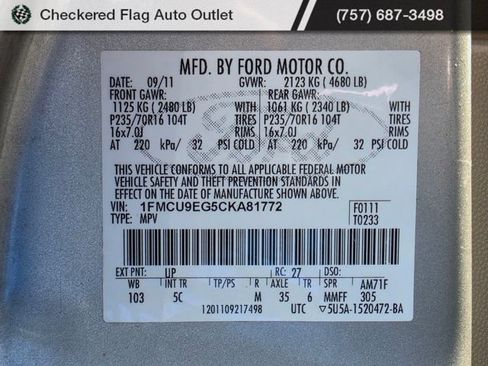 Checkered Flag Auto Outlet
(757) 687-3498
MFD. BY FORD MOTOR CO.
DATE: 09/11 GVWR: 2123 KG ( 4680 LB)
FRONT GAWR: REAR GAWR:
1125 KG ( 2480 LB) WITH 1061 KG ( 2340 LB) WITH
P235/70R16 104T TIRES P235/70R16 104T TIRES
16x7.0J RIMS 16x7.0J RIMS
AT 220 kPa/ 32 PSI COLD AT 220 kPa/ 32 PSI COLD
THIS VEHICLE CONFORMS TO ALL APPLICABLE FEDERAL MOTOR
VEHICLE SAFETY AND THEFT PREVENTION STANDARDS IN
EFFECT ON THE DATE OF MANUFACTURE SHOWN ABOVE.
VIN: 1FMCU9EG5CKA81772
TYPE: MPV
F0111
T0233
EXT PNT: UP RC: 27 DSO:
WB INT TR TP/PS R AXLE TR SPR AM71F
103 5C M 35 6 MMFF 305
1201109217498 UTC ▽5U5A-1520472-BA